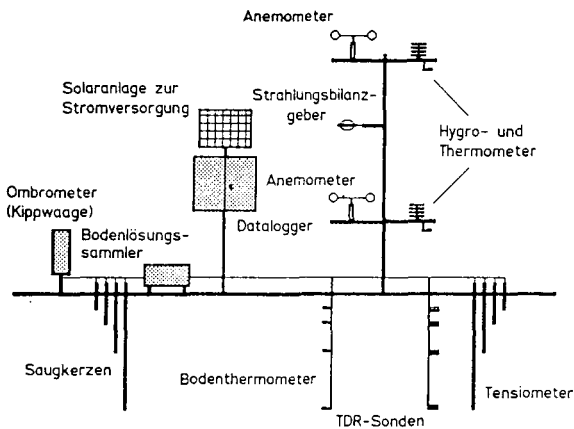 Anemometer
Solaranlage zur
Stromversorgung
Strahlungsbilanz-
geber
Hygro- und
Thermometer
Anemometer
Ombrometer
(Kippwaage)
Bodenlösungs-
sammler
Datalogger
Saugkerzen
Bodenthermometer
TDR-Sonden
Tensiometer